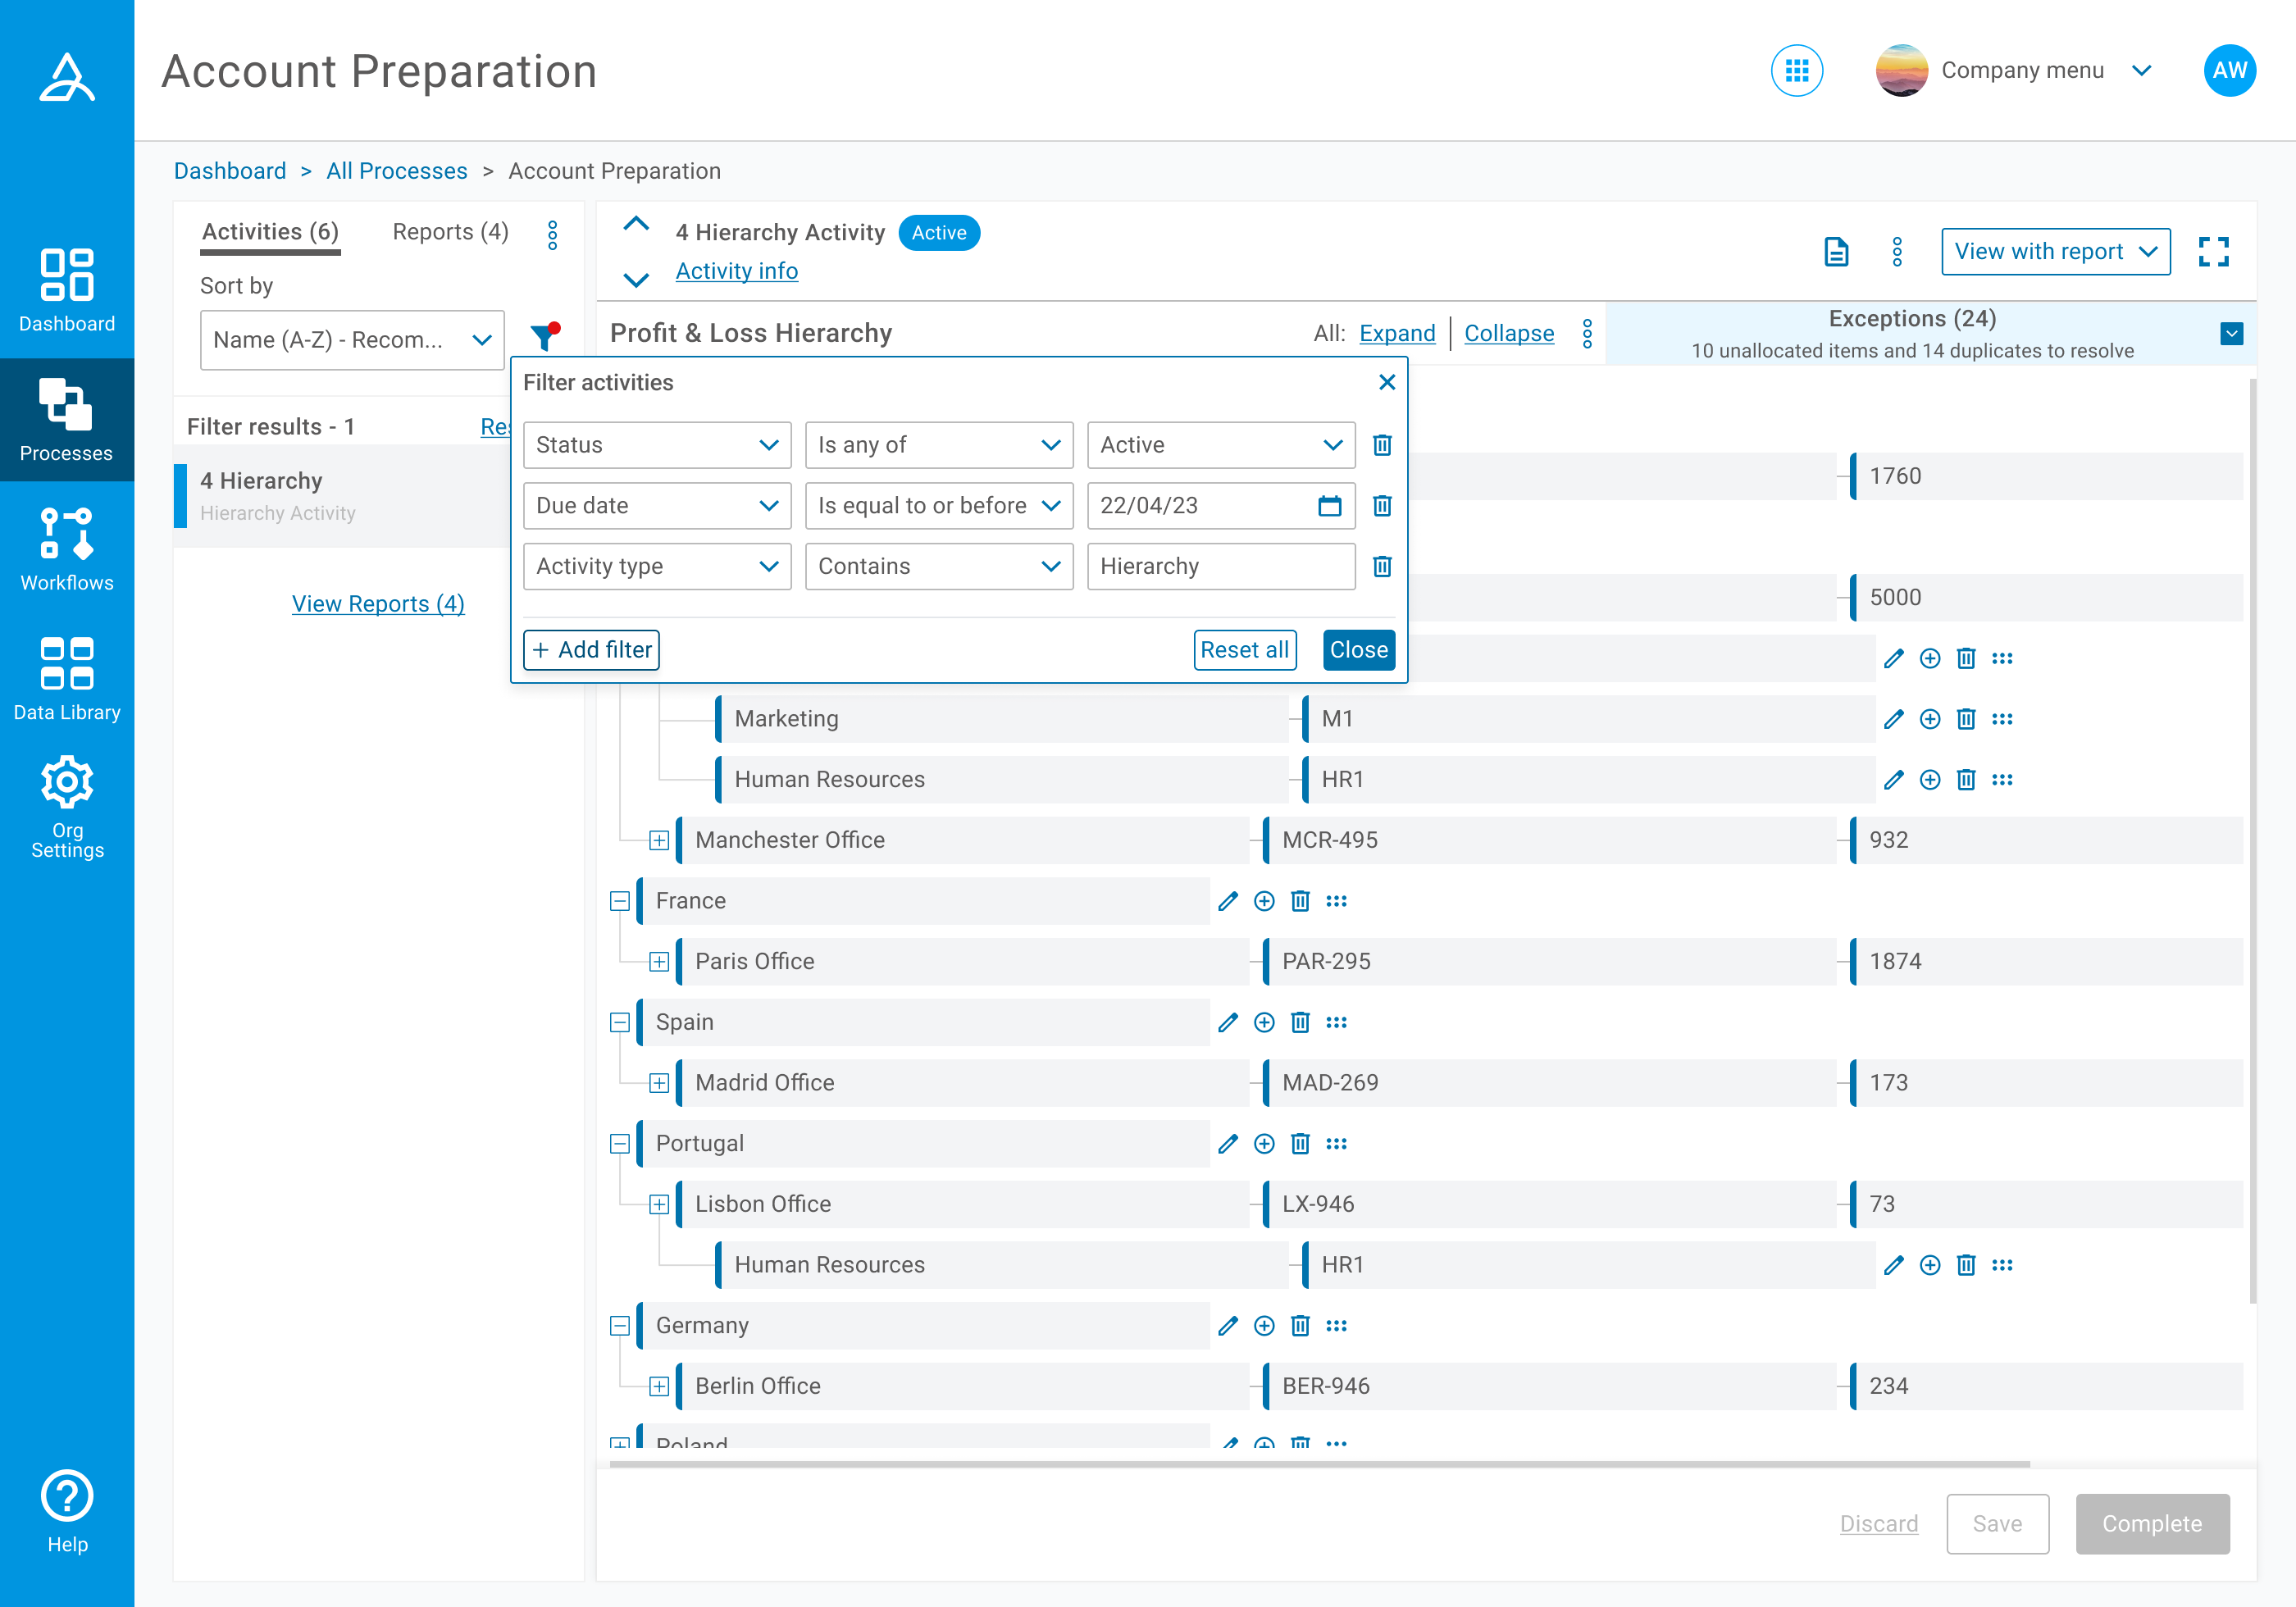 Account Preparation
Company menu
AW
Dashboard > All Processes > Account Preparation
Dashboard
Processes
Workflows
Data Library
Org
Settings
Help
Activities (6)
Reports (4)
Sort by
Name (A-Z) - Recom...
Filter results - 1
Res
4 Hierarchy
Hierarchy Activity
View Reports (4)
4 Hierarchy Activity
Active
Activity info
View with report
Profit & Loss Hierarchy
All: Expand | Collapse
Exceptions (24)
10 unallocated items and 14 duplicates to resolve
Filter activities
Status Is any of Active
Due date Is equal to or before 22/04/23
Activity type Contains Hierarchy
+ Add filter
Reset all
Close
1760
5000
Marketing M1
Human Resources HR1
Manchester Office MCR-495 932
France
Paris Office PAR-295 1874
Spain
Madrid Office MAD-269 173
Portugal
Lisbon Office LX-946 73
Human Resources HR1
Germany
Berlin Office BER-946 234
Poland
Discard
Save
Complete